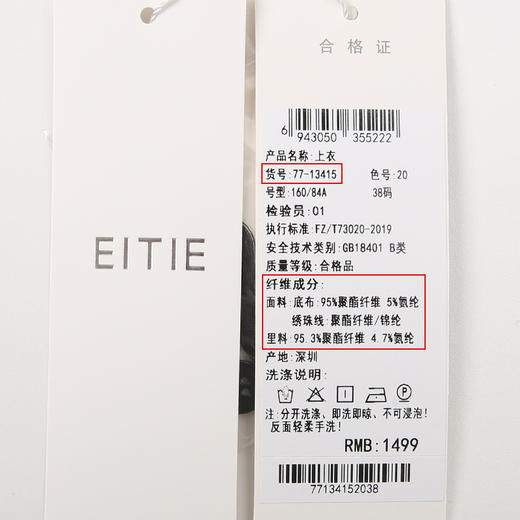 EITIE
合格证
6 943050 355222
产品名称:上衣
货号:77-13415 色号:20
号型:160/84A 38码
检验员:01
执行标准:FZ/T73020-2019
安全技术类别:GB18401 B类
质量等级:合格品
纤维成分:
面料:底布:95%聚酯纤维 5%氨纶
绣珠线:聚酯纤维/锦纶
里料:95.3%聚酯纤维 4.7%氨纶
产地:深圳
洗涤说明:
注:分开洗涤、即洗即晾、不可浸泡!
反面轻柔手洗!
RMB:1499
77134152038